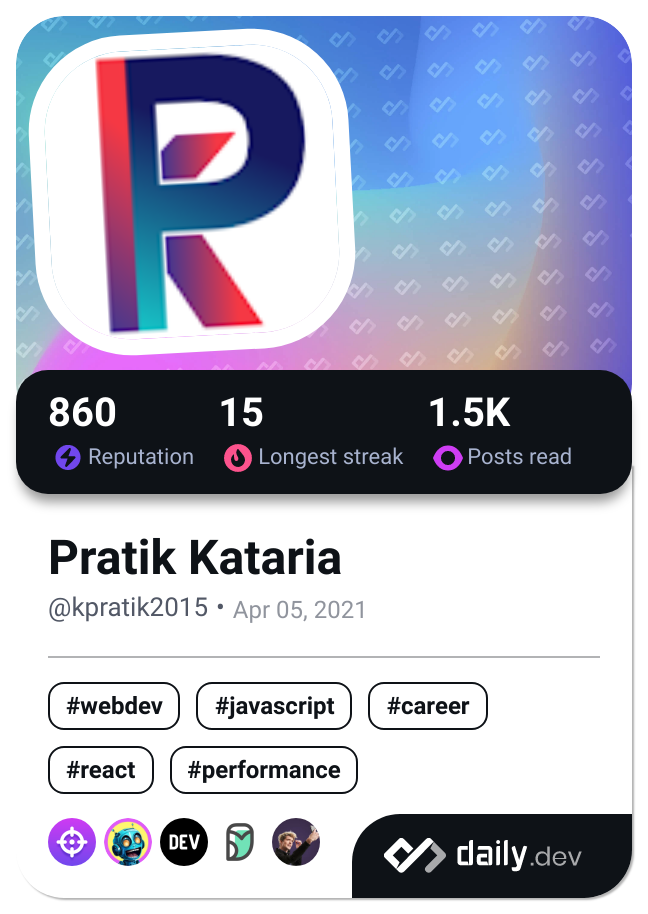 860 15 1.5K
Reputation Longest streak Posts read
Pratik Kataria
@kpratik2015 • Apr 05, 2021
#webdev #javascript #career
#react #performance
DEV
daily.dev